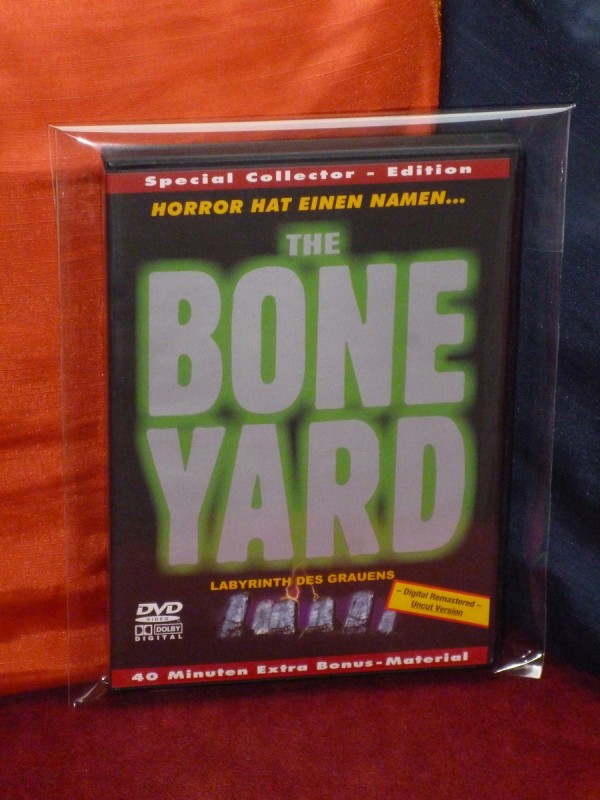 Special Collector - Edition
HORROR HAT EINEN NAMEN...
THE
BONE
YARD
LABYRINTH DES GRAUENS
– Digital Remastered –
Uncut Version
DVD
VIDEO
DOLBY
DIGITAL
40 Minuten Extra Bonus-Material